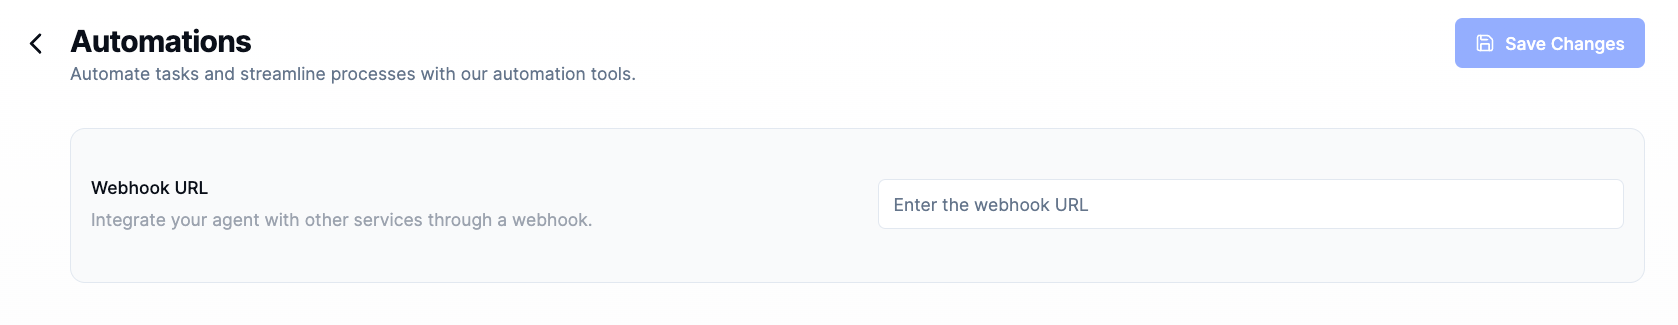 Automations
Automate tasks and streamline processes with our automation tools.
Save Changes
Webhook URL
Integrate your agent with other services through a webhook.
Enter the webhook URL